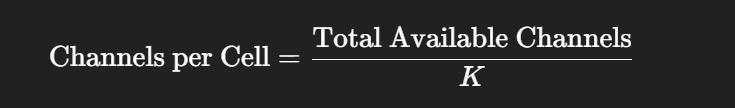 Channels per Cell = Total Available Channels / K